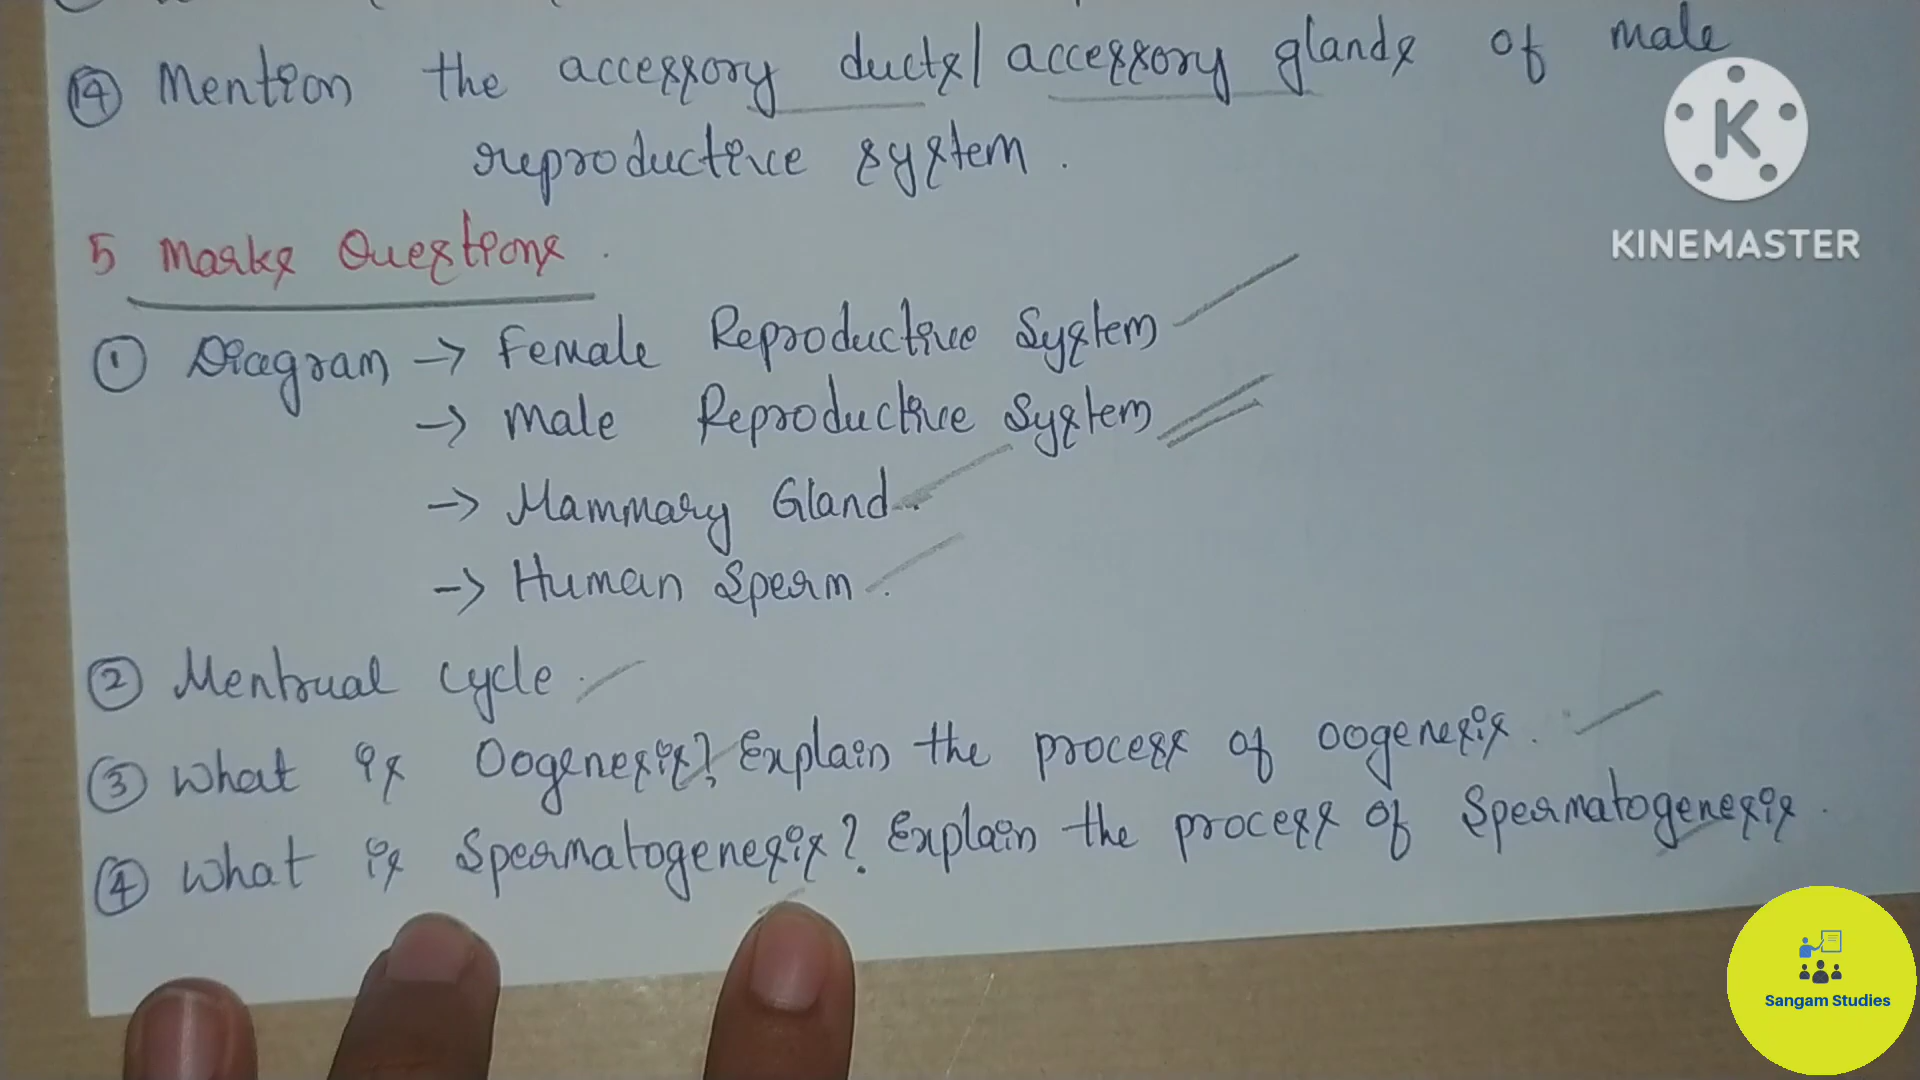 ⑭ Mention the accessory ducts/accessory glands of male
reproductive system.
KINEMASTER
5 Marks Questions.
① Diagram → Female Reproductive System
→ Male Reproductive System
→ Mammary Gland.
→ Human Sperm.
② Mentrual cycle.
③ What is Oogenesis? Explain the process of oogenesis.
④ What is Spermatogenesis? Explain the process of Spermatogenesis.
Sangam Studies